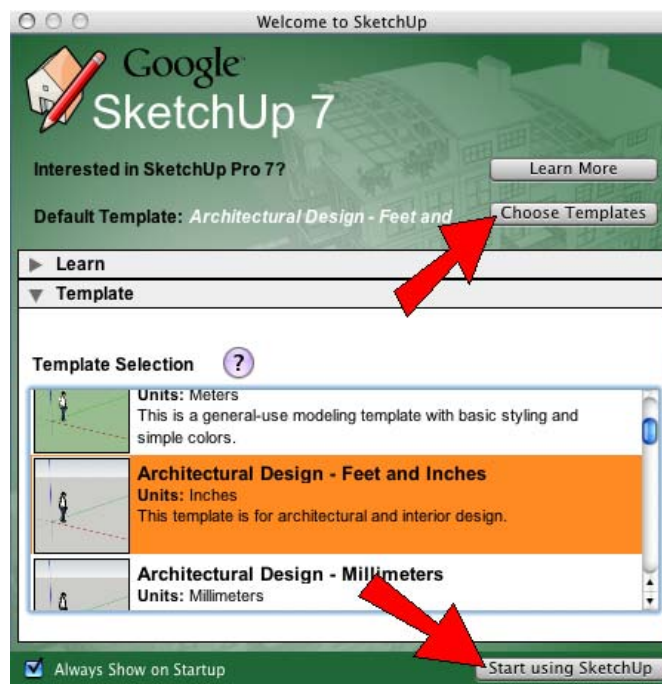 Welcome to SketchUp
Google
SketchUp 7
Interested in SketchUp Pro 7?
Learn More
Default Template: Architectural Design - Feet and
Choose Templates
Learn
Template
Template Selection ?
Units: Meters
This is a general-use modeling template with basic styling and
simple colors.
Architectural Design - Feet and Inches
Units: Inches
This template is for architectural and interior design.
Architectural Design - Millimeters
Units: Millimeters
Always Show on Startup
Start using SketchUp